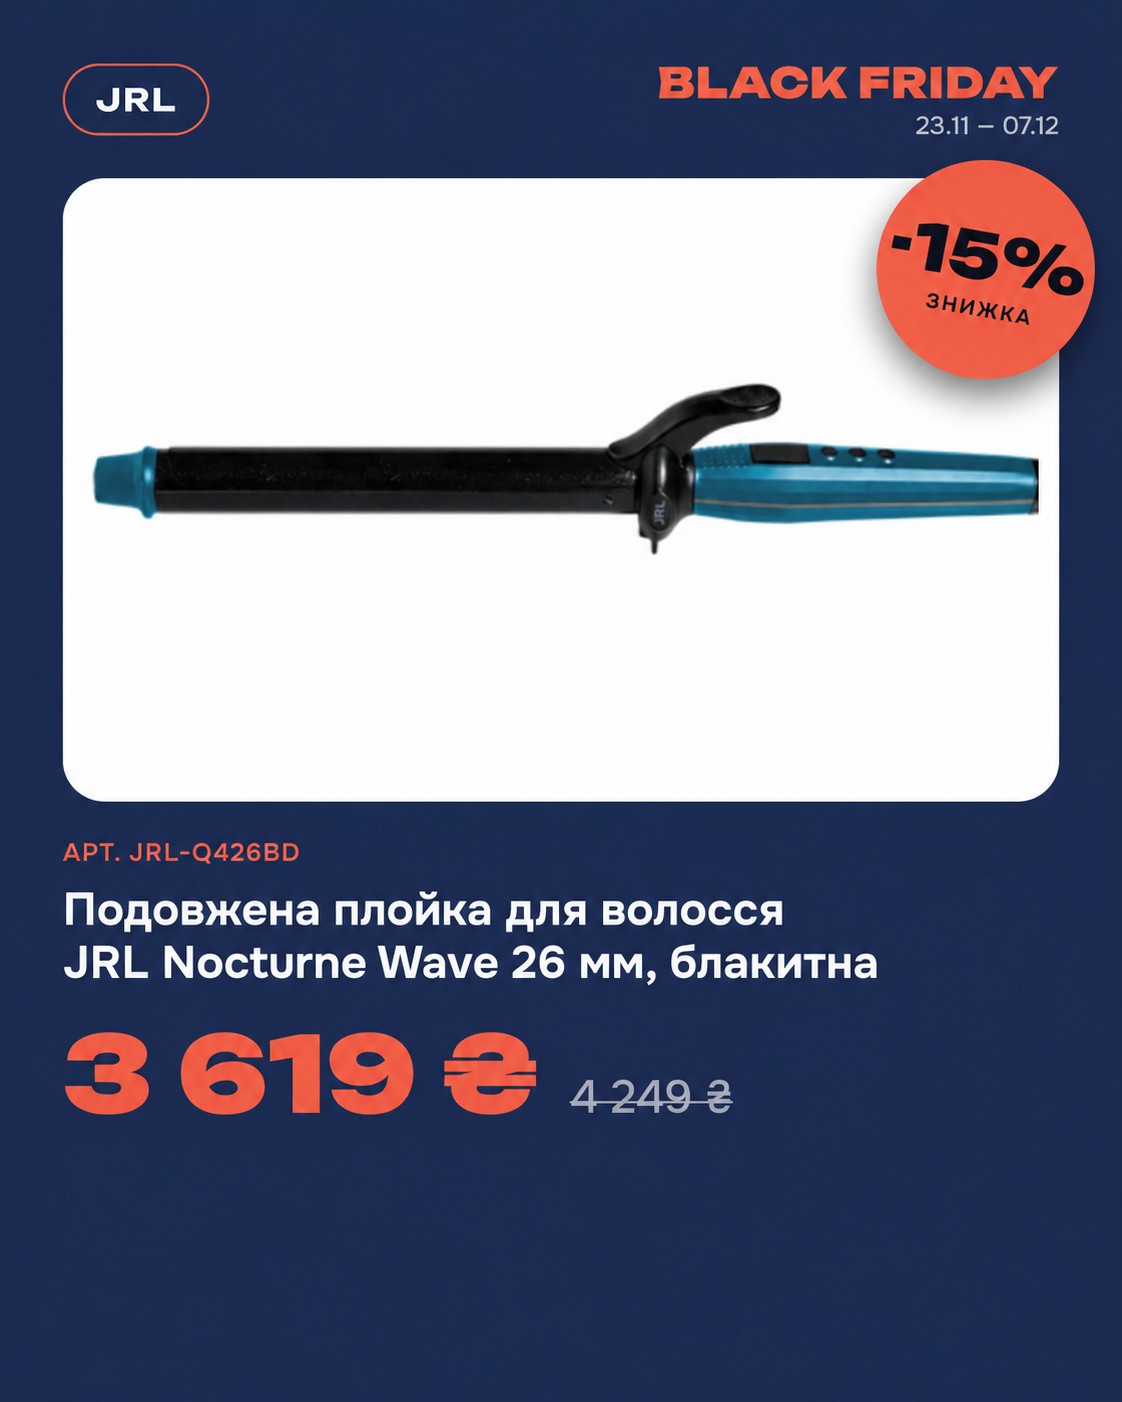 JRL
BLACK FRIDAY
23.11 – 07.12
-15%
ЗНИЖКА
JRL
АРТ. JRL-Q426BD
Подовжена плойка для волосся
JRL Nocturne Wave 26 мм, блакитна
3 619 ₴
4 249 ₴